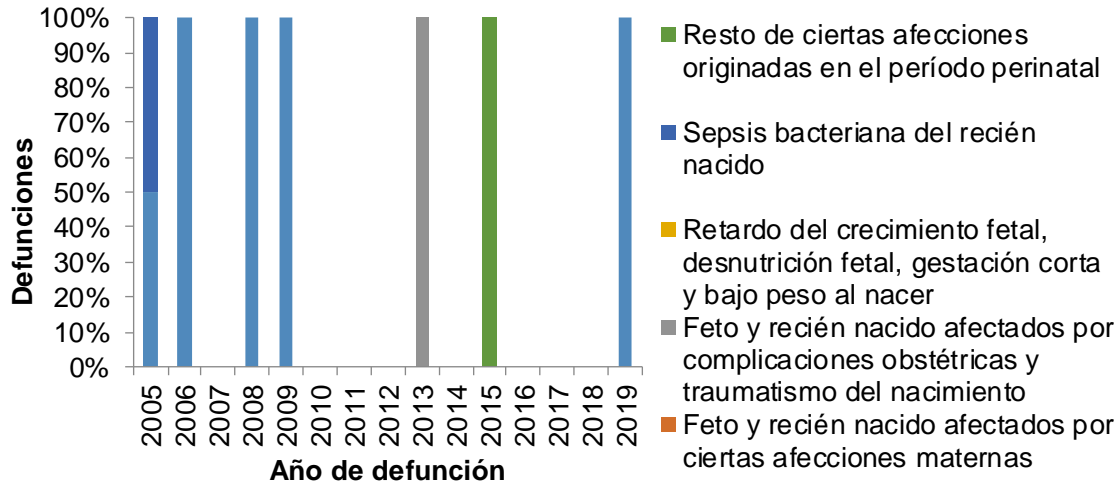 100%
90%
80%
70%
60%
50%
40%
30%
20%
10%
0%
Defunciones
2005
2006
2007
2008
2009
2010
2011
2012
2013
2014
2015
2016
2017
2018
2019
Año de defunción
Resto de ciertas afecciones
originadas en el período perinatal
Sepsis bacteriana del recién
nacido
Retardo del crecimiento fetal,
desnutrición fetal, gestación corta
y bajo peso al nacer
Feto y recién nacido afectados por
complicaciones obstétricas y
traumatismo del nacimiento
Feto y recién nacido afectados por
ciertas afecciones maternas